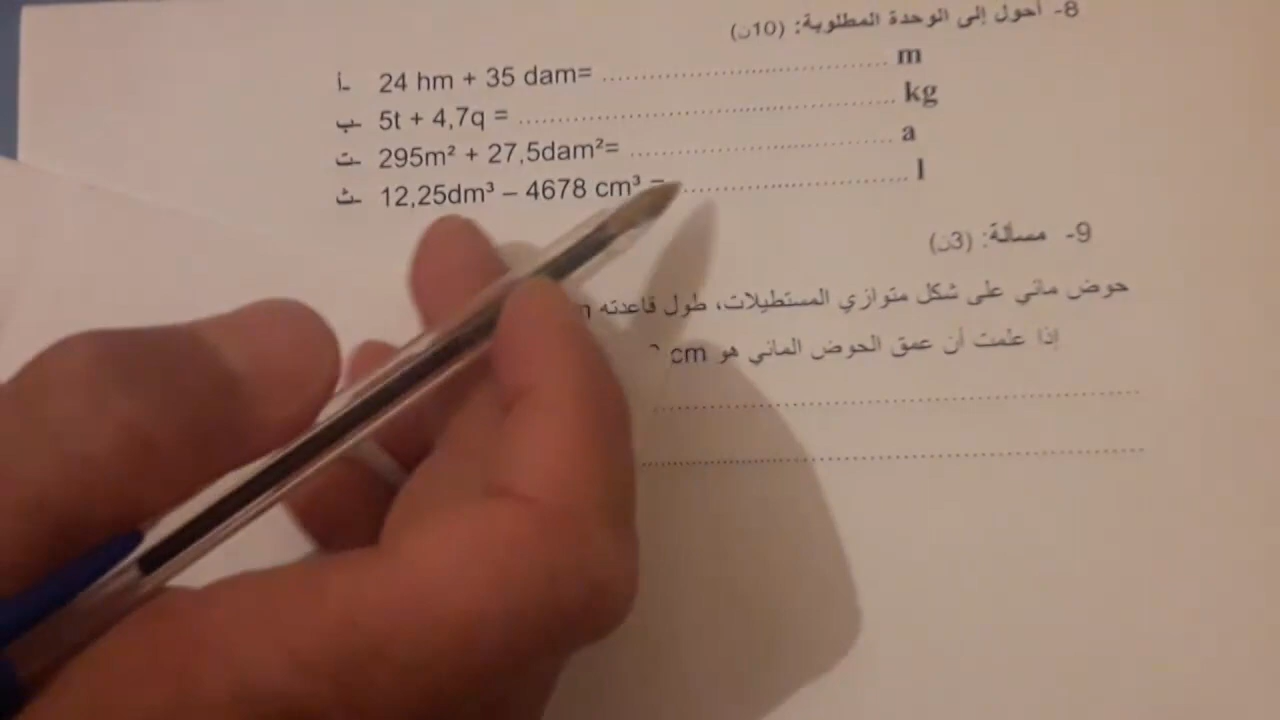 8- أحول إلى الوحدة المطلوبة: (10ن)
أ- 24 hm + 35 dam= .................................... m
ب- 5t + 4,7q = .................................... kg
ت- 295m² + 27,5dam²= .................................... a
ث- 12,25dm³ – 4678 cm³ = .................................... l
9- مسألة: (3ن)
حوض مائي على شكل متوازي المستطيلات، طول قاعدته
إذا علمت أن عمق الحوض المائي هو cm